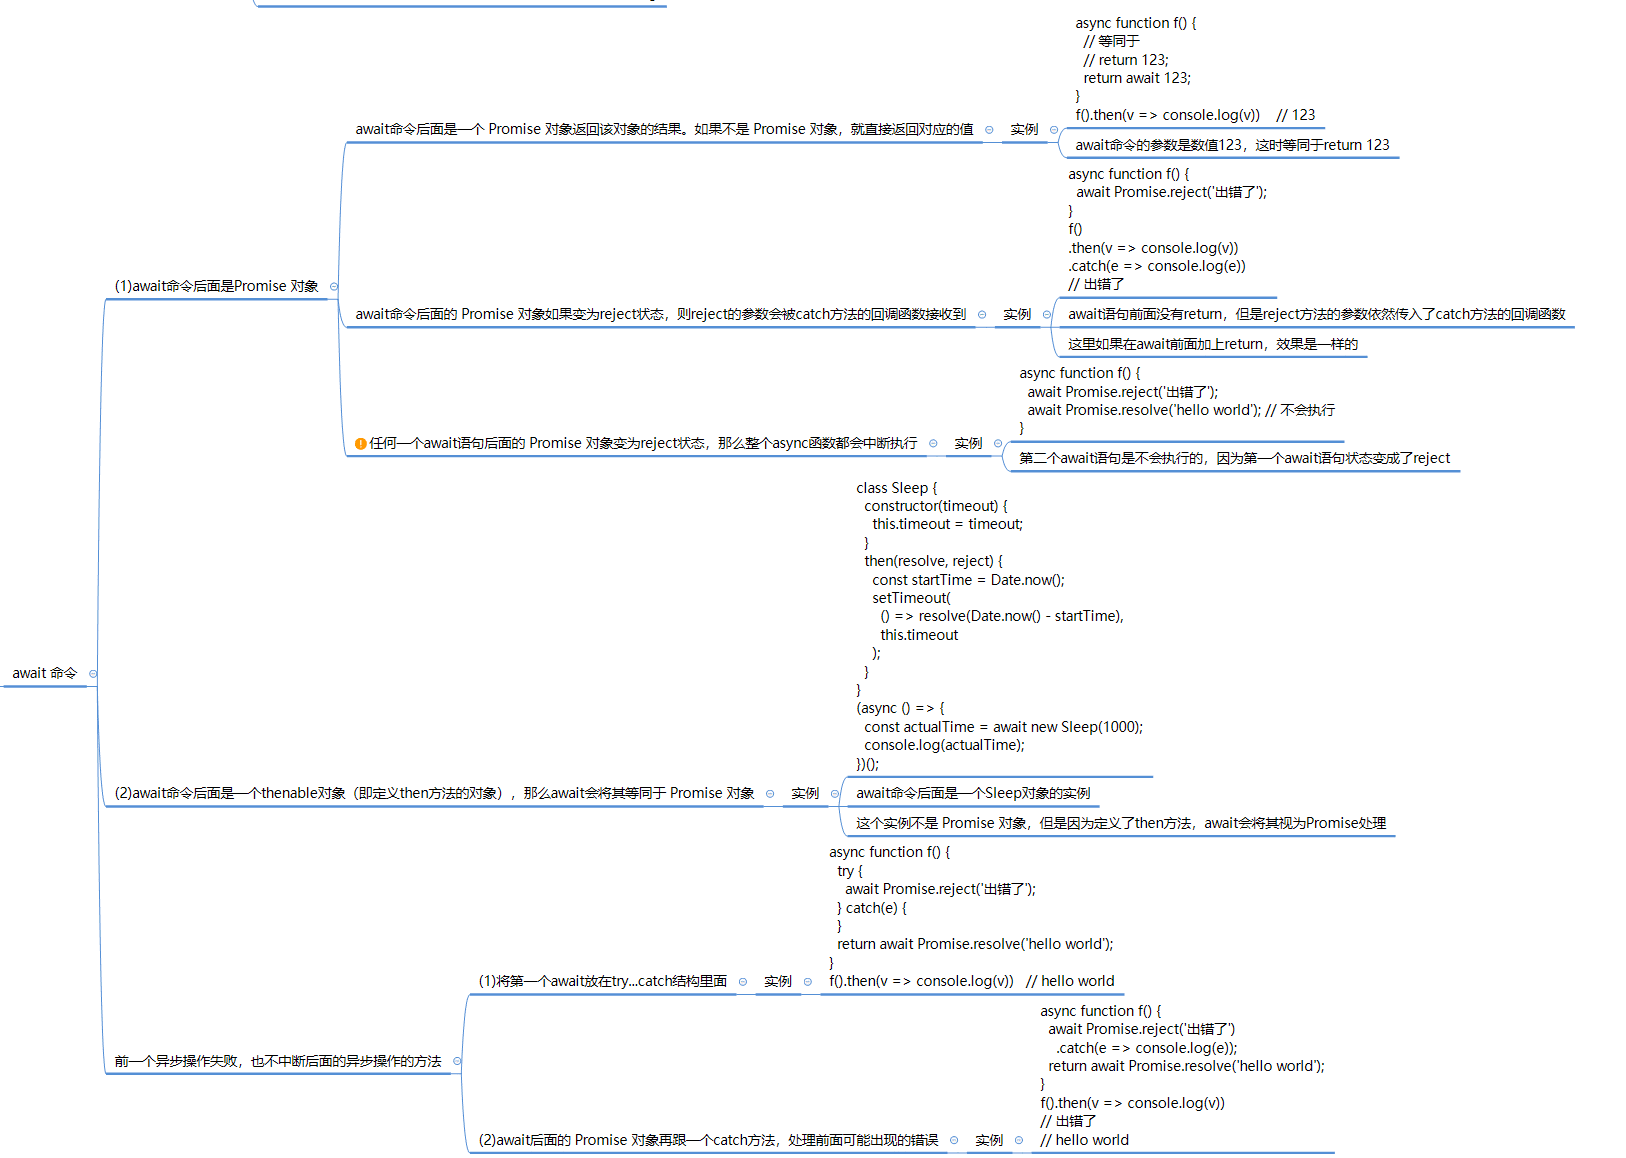 await 命令
(1)await命令后面是Promise 对象
await命令后面是一个 Promise 对象返回该对象的结果。如果不是 Promise 对象，就直接返回对应的值
实例
async function f() {
  // 等同于
  // return 123;
  return await 123;
}
f().then(v => console.log(v))    // 123
await命令的参数是数值123，这时等同于return 123
await命令后面的 Promise 对象如果变为reject状态，则reject的参数会被catch方法的回调函数接收到
实例
async function f() {
  await Promise.reject('出错了');
}
f()
.then(v => console.log(v))
.catch(e => console.log(e))
// 出错了
await语句前面没有return，但是reject方法的参数依然传入了catch方法的回调函数
这里如果在await前面加上return，效果是一样的
任何一个await语句后面的 Promise 对象变为reject状态，那么整个async函数都会中断执行
实例
async function f() {
  await Promise.reject('出错了');
  await Promise.resolve('hello world'); // 不会执行
}
第二个await语句是不会执行的，因为第一个await语句状态变成了reject
(2)await命令后面是一个thenable对象（即定义then方法的对象），那么await会将其等同于 Promise 对象
实例
class Sleep {
  constructor(timeout) {
    this.timeout = timeout;
  }
  then(resolve, reject) {
    const startTime = Date.now();
    setTimeout(
      () => resolve(Date.now() - startTime),
      this.timeout
    );
  }
}
(async () => {
  const actualTime = await new Sleep(1000);
  console.log(actualTime);
})();
await命令后面是一个Sleep对象的实例
这个实例不是 Promise 对象，但是因为定义了then方法，await会将其视为Promise处理
前一个异步操作失败，也不中断后面的异步操作的方法
(1)将第一个await放在try...catch结构里面
实例
async function f() {
  try {
    await Promise.reject('出错了');
  } catch(e) {
  }
  return await Promise.resolve('hello world');
}
f().then(v => console.log(v))   // hello world
(2)await后面的 Promise 对象再跟一个catch方法，处理前面可能出现的错误
实例
async function f() {
  await Promise.reject('出错了')
    .catch(e => console.log(e));
  return await Promise.resolve('hello world');
}
f().then(v => console.log(v))
// 出错了
// hello world